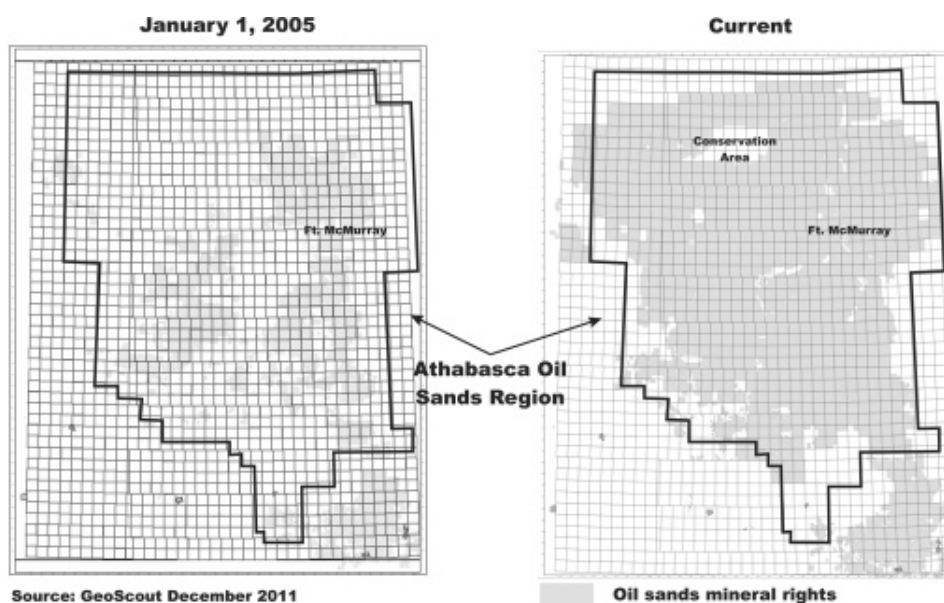 January 1, 2005
Current
Conservation
Area
Ft. McMurray
Ft. McMurray
Athabasca Oil
Sands Region
Source: GeoScout December 2011
Oil sands mineral rights